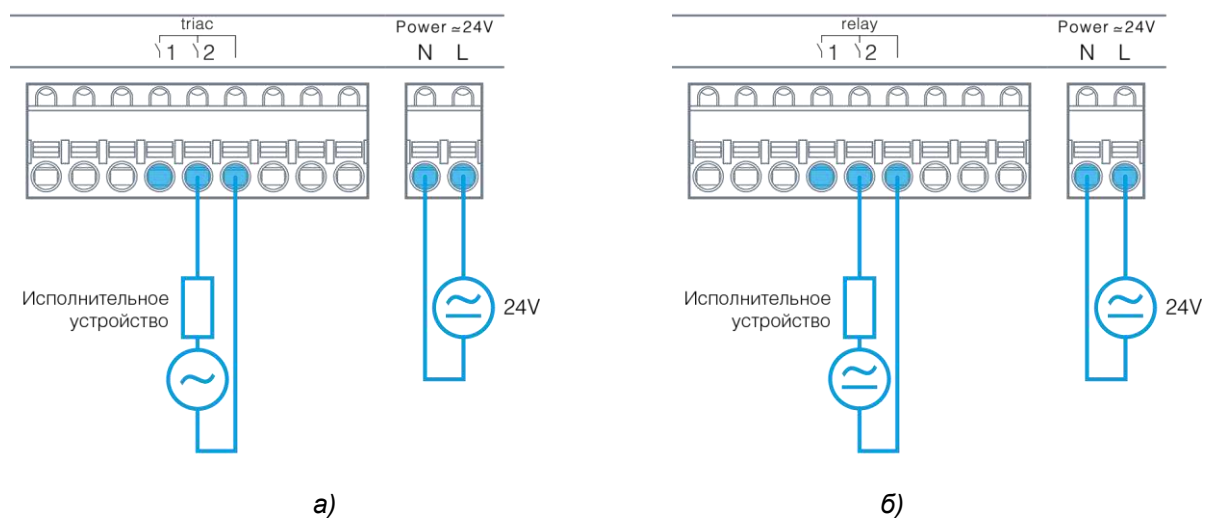 triac
1 2
Power ≃24V
N L
Исполнительное
устройство
24V
а)
relay
1 2
Power ≃24V
N L
Исполнительное
устройство
24V
б)